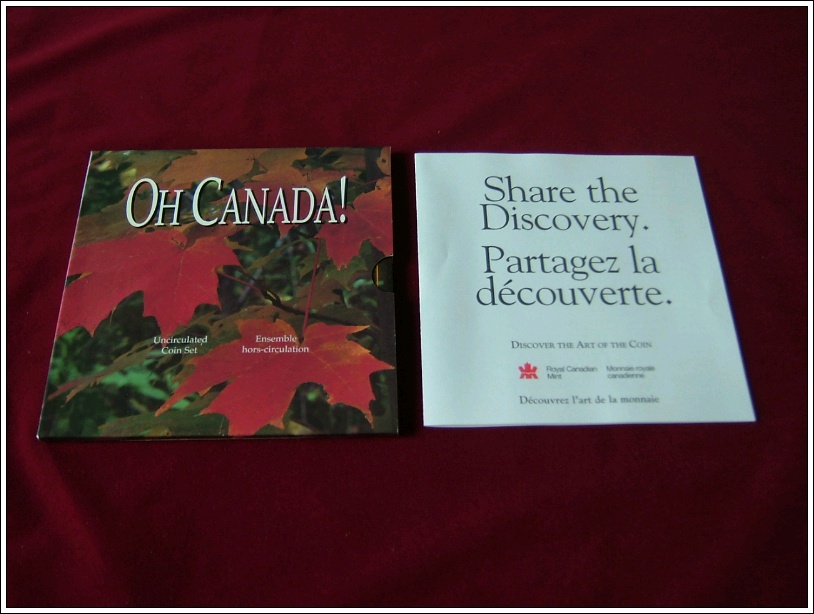 OH CANADA!
Uncirculated
Coin Set
Ensemble
hors-circulation
Share the
Discovery.
Partagez la
découverte.
DISCOVER THE ART OF THE COIN
Royal Canadian
Mint
Monnaie royale
canadienne
Découvrez l'art de la monnaie